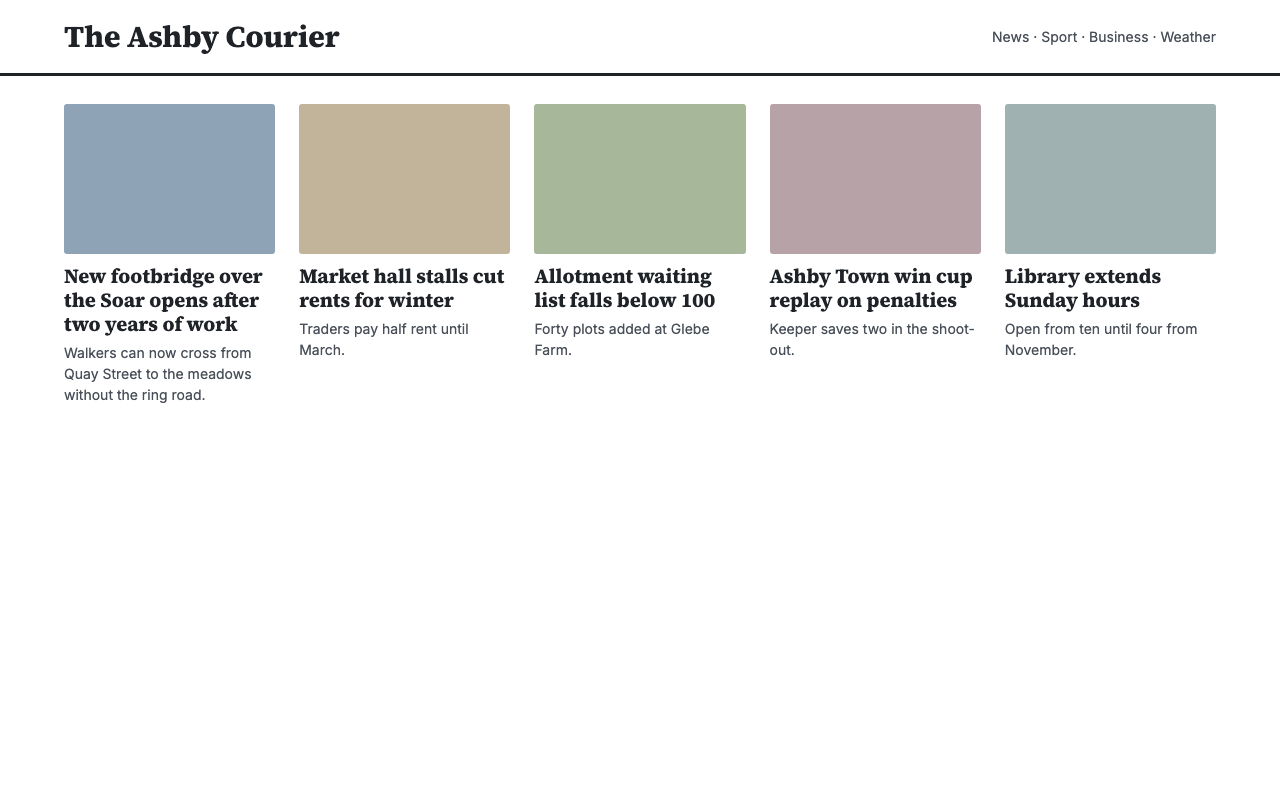 The Ashby Courier
News · Sport · Business · Weather
New footbridge over
the Soar opens after
two years of work
Walkers can now cross from
Quay Street to the meadows
without the ring road.
Market hall stalls cut
rents for winter
Traders pay half rent until
March.
Allotment waiting
list falls below 100
Forty plots added at Glebe
Farm.
Ashby Town win cup
replay on penalties
Keeper saves two in the shoot-
out.
Library extends
Sunday hours
Open from ten until four from
November.